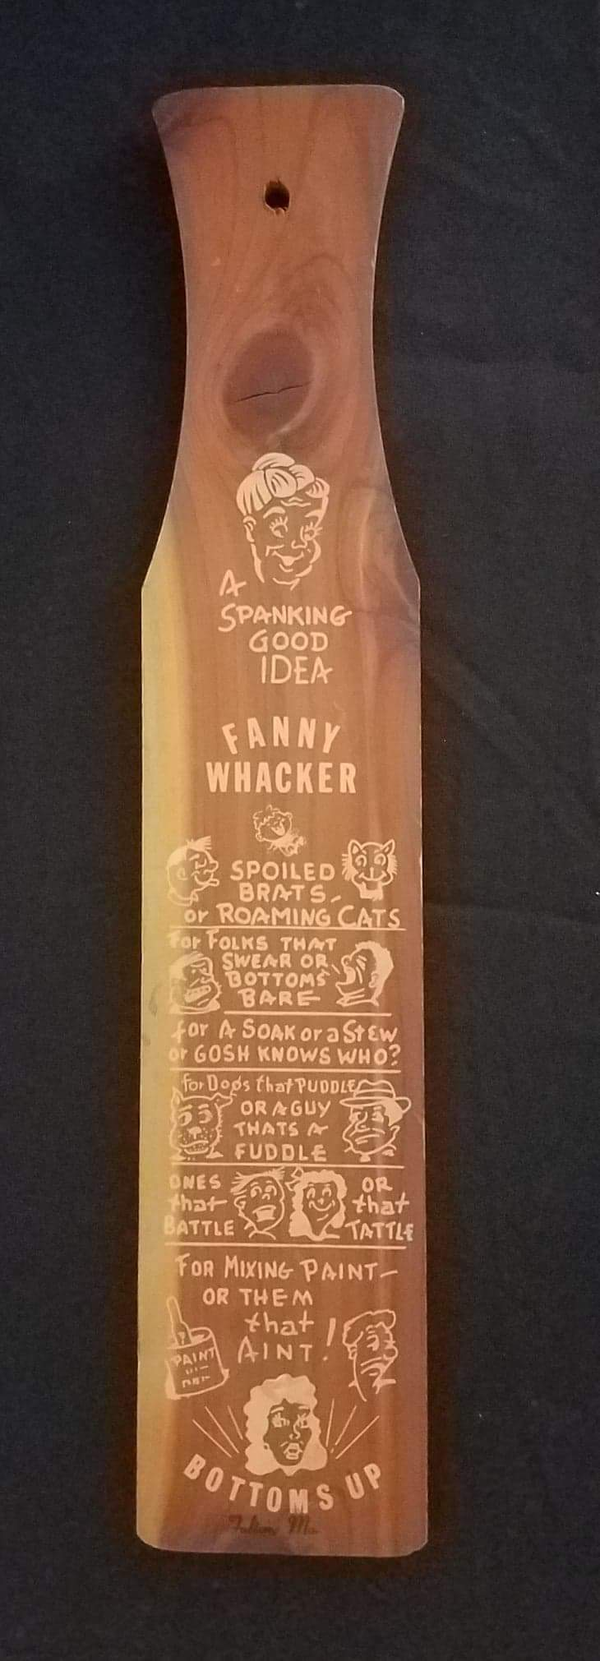 A
SPANKING
GOOD
IDEA
FANNY
WHACKER
SPOILED
BRATS,
or ROAMING CATS
for FOLKS THAT
SWEAR OR
BOTTOMS
BARE
for A SOAK or a Stew
or GOSH KNOWS WHO?
for Dogs that PUDDLE
OR A GUY
THATS A
FUDDLE
ONES
that
BATTLE
OR
that
TATTLE
FOR MIXING PAINT—
OR THEM
that
AINT!
PAINT
BOTTOMS UP
Fulton, Mo.